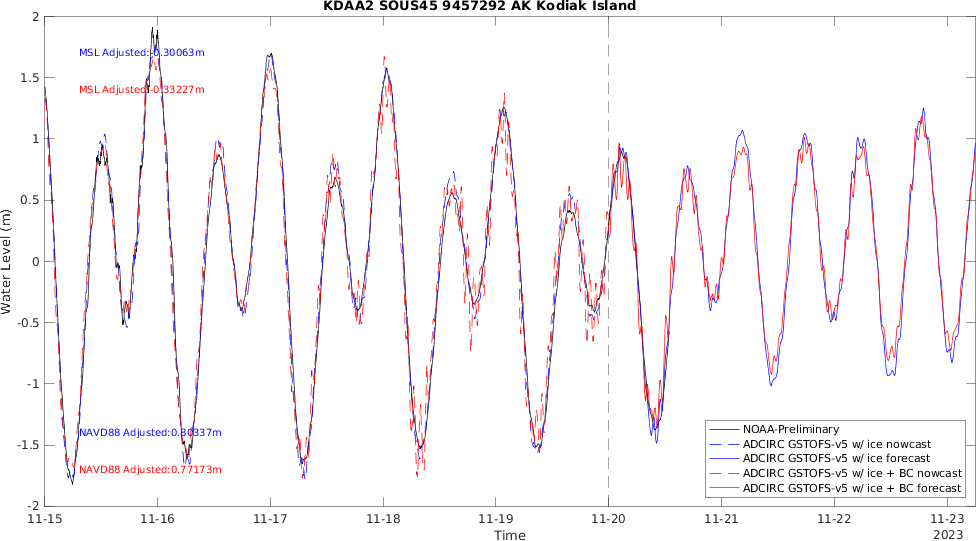 KDAA2 SOUS45 9457292 AK Kodiak Island
Water Level (m)
2
1.5
1
0.5
0
-0.5
-1
-1.5
-2
MSL Adjusted:-0.30063m
MSL Adjusted:-0.33227m
NAVD88 Adjusted:0.80337m
NAVD88 Adjusted:0.77173m
NOAA-Preliminary
ADCIRC GSTOFS-v5 w/ ice nowcast
ADCIRC GSTOFS-v5 w/ ice forecast
ADCIRC GSTOFS-v5 w/ ice + BC nowcast
ADCIRC GSTOFS-v5 w/ ice + BC forecast
11-15 11-16 11-17 11-18 11-19 11-20 11-21 11-22 11-23
2023
Time